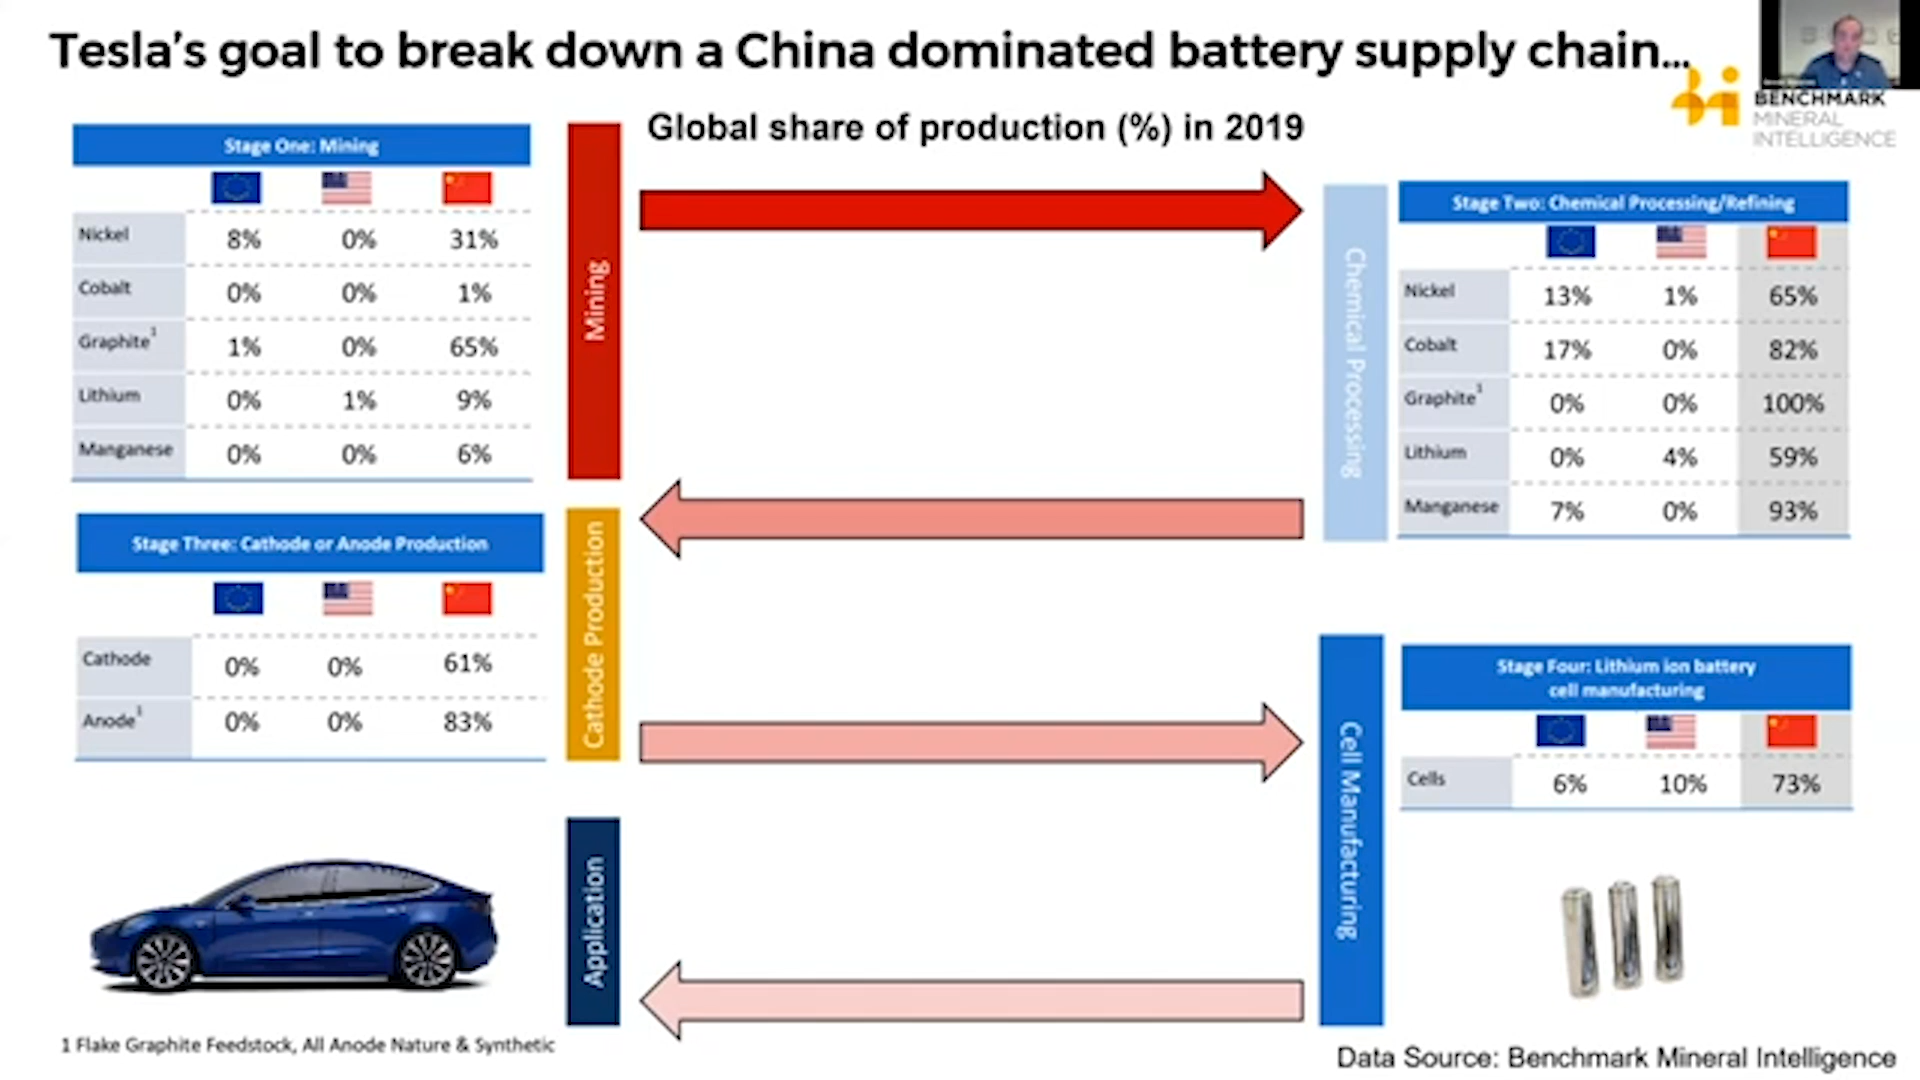 Tesla's goal to break down a China dominated battery supply chain...
BENCHMARK
MINERAL
INTELLIGENCE
Global share of production (%) in 2019
Stage One: Mining
Nickel 8% 0% 31%
Cobalt 0% 0% 1%
Graphite1 1% 0% 65%
Lithium 0% 1% 9%
Manganese 0% 0% 6%
Mining
Chemical Processing
Stage Two: Chemical Processing/Refining
Nickel 13% 1% 65%
Cobalt 17% 0% 82%
Graphite1 0% 0% 100%
Lithium 0% 4% 59%
Manganese 7% 0% 93%
Stage Three: Cathode or Anode Production
Cathode 0% 0% 61%
Anode1 0% 0% 83%
Cathode Production
Cell Manufacturing
Stage Four: Lithium ion battery
cell manufacturing
Cells 6% 10% 73%
Application
1 Flake Graphite Feedstock, All Anode Nature & Synthetic
Data Source: Benchmark Mineral Intelligence